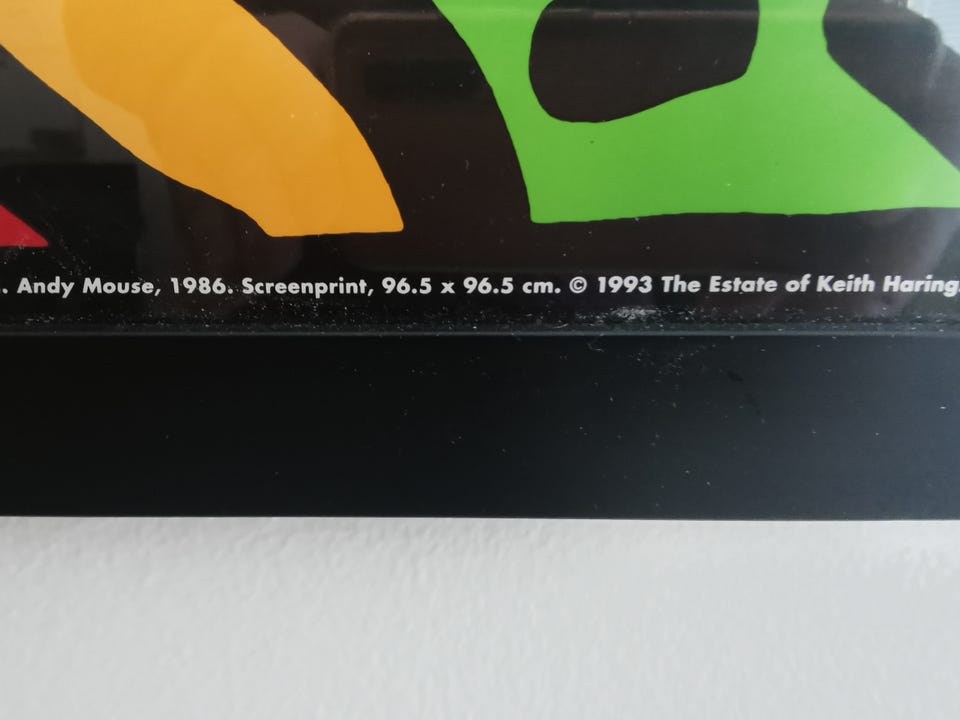 . Andy Mouse, 1986. Screenprint, 96.5 x 96.5 cm. © 1993 The Estate of Keith Haring